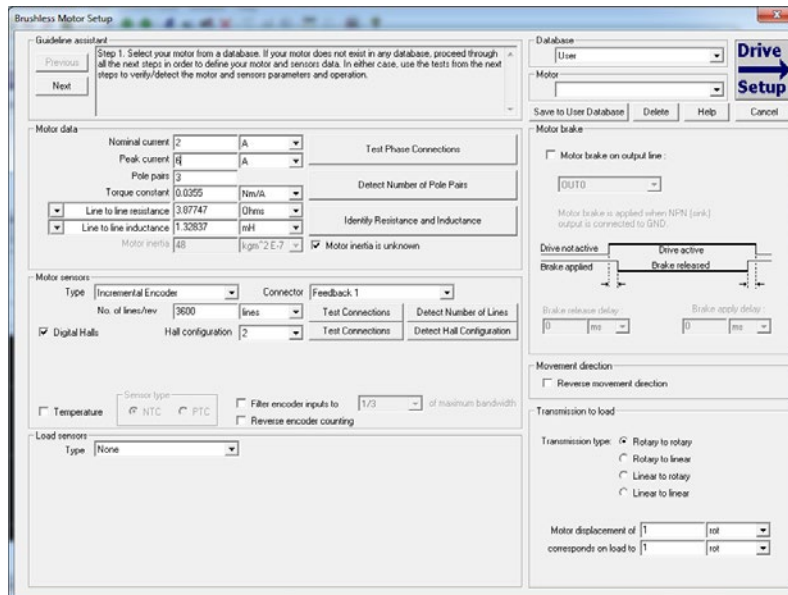 Brushless Motor Setup
Guideline assistant
Previous
Next
Step 1. Select your motor from a database. If your motor does not exist in any database, proceed through
all the next steps in order to define your motor and sensors data. In either case, use the tests from the next
steps to verify/detect the motor and sensors parameters and operation.
Database
User
Motor
Drive
Setup
Save to User Database Delete Help Cancel
Motor data
Nominal current 2 A
Peak current 6 A
Pole pairs 3
Torque constant 0.0355 Nm/A
Line to line resistance 3.87747 Ohms
Line to line inductance 1.32837 mH
Motor inertia 48 kgm^2 E-7 Motor inertia is unknown
Test Phase Connections
Detect Number of Pole Pairs
Identify Resistance and Inductance
Motor brake
Motor brake on output line :
OUT0
Motor brake is applied when NPN (sink)
output is connected to GND.
Drive not active Drive active
Brake applied Brake released
Brake release delay : Brake apply delay :
0 ms 0 ms
Motor sensors
Type Incremental Encoder Connector Feedback 1
No. of lines/rev 3600 lines Test Connections Detect Number of Lines
Digital Halls Hall configuration 2 Test Connections Detect Hall Configuration
Sensor type
Temperature NTC PTC
Filter encoder inputs to 1/3 of maximum bandwidth
Reverse encoder counting
Movement direction
Reverse movement direction
Load sensors
Type None
Transmission to load
Transmission type: Rotary to rotary
Rotary to linear
Linear to rotary
Linear to linear
Motor displacement of 1 rot
corresponds on load to 1 rot